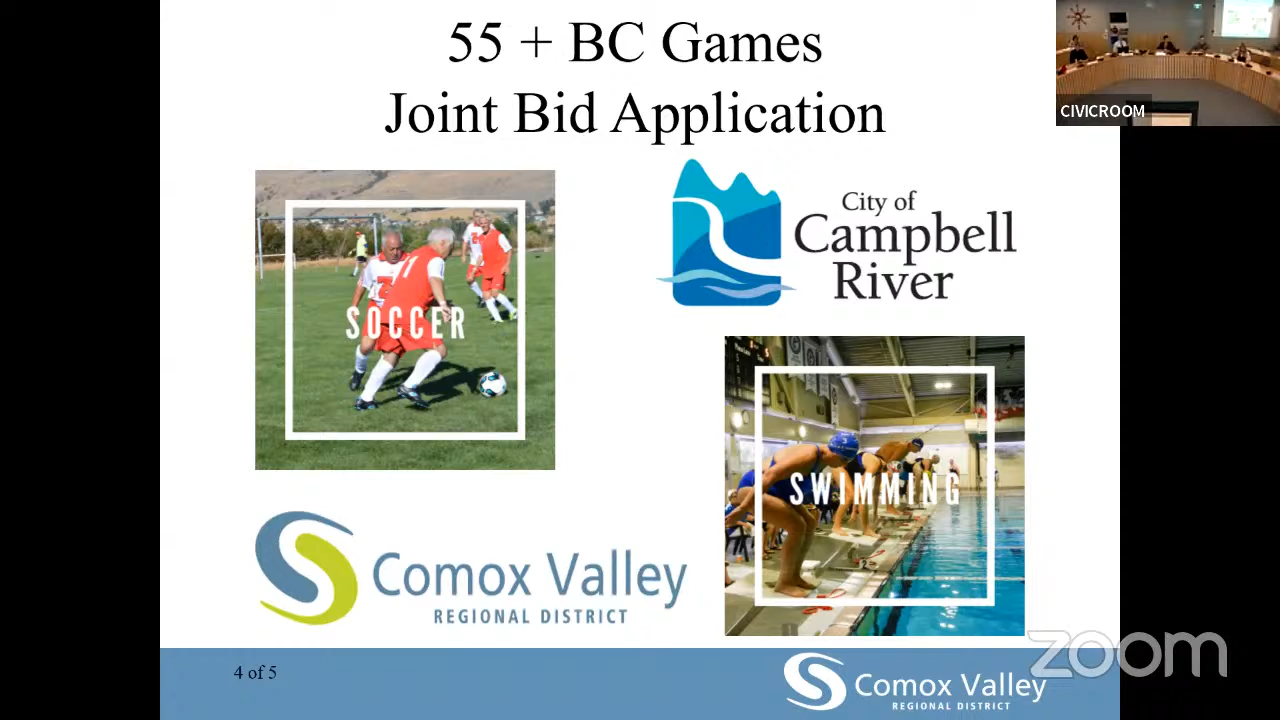 55 + BC Games
Joint Bid Application
CIVICROOM
SOCCER
City of
Campbell
River
SWIMMING
Comox Valley
REGIONAL DISTRICT
4 of 5
Comox Valley
REGIONAL DISTRICT
zoom